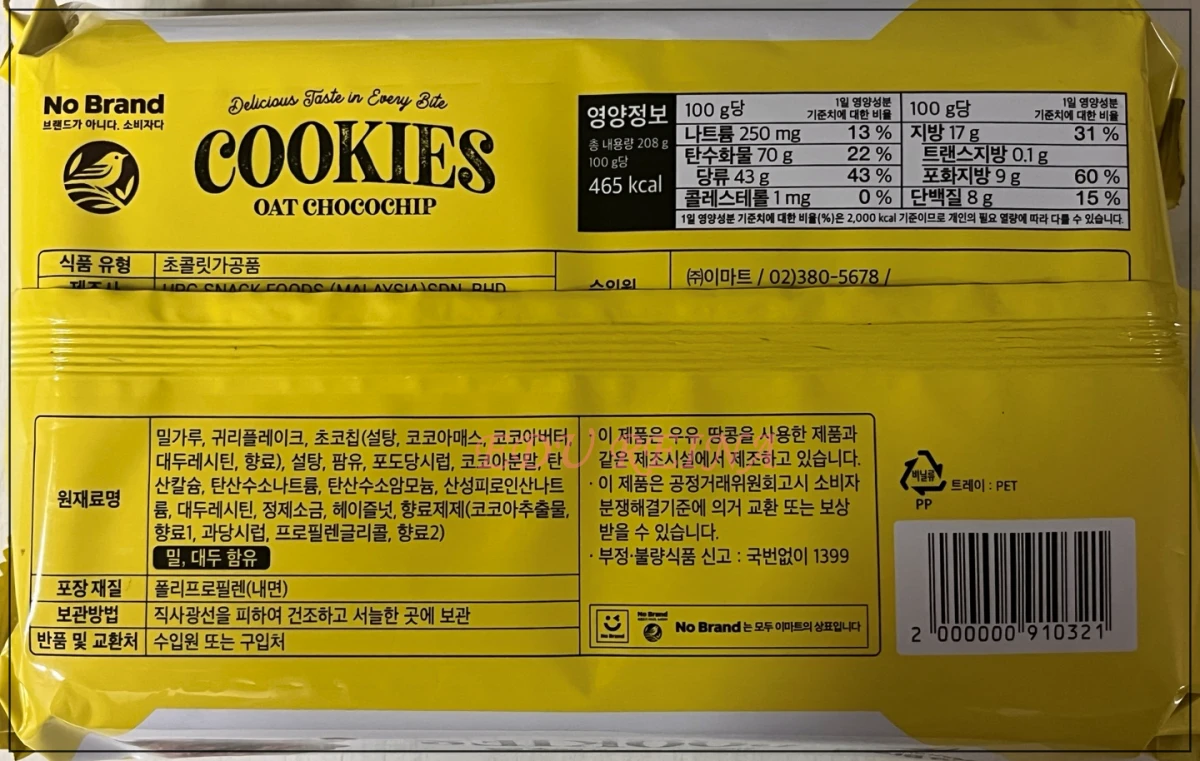 No Brand
브랜드가 아니다. 소비자다
Delicious Taste in Every Bite
COOKIES
OAT CHOCOCHIP
영양정보
총 내용량 208 g
100 g당
465 kcal
100 g당 1일 영양성분 기준치에 대한 비율
나트륨 250 mg 13 %
탄수화물 70 g 22 %
당류 43 g 43 %
콜레스테롤 1 mg 0 %
100 g당 1일 영양성분 기준치에 대한 비율
지방 17 g 31 %
트랜스지방 0.1 g
포화지방 9 g 60 %
단백질 8 g 15 %
1일 영양성분 기준치에 대한 비율(%)은 2,000 kcal 기준이므로 개인의 필요 열량에 따라 다를 수 있습니다.
식품 유형 초콜릿가공품
제조사 URC SNACK FOODS (MALAYSIA)SDN. BHD
수입원 ㈜이마트 / 02)380-5678 /
원재료명
밀가루, 귀리플레이크, 초코칩(설탕, 코코아매스, 코코아버터,
대두레시틴, 향료), 설탕, 팜유, 포도당시럽, 코코아분말, 탄
산칼슘, 탄산수소나트륨, 탄산수소암모늄, 산성피로인산나트
륨, 대두레시틴, 정제소금, 헤이즐넛, 향료제제(코코아추출물,
향료1, 과당시럽, 프로필렌글리콜, 향료2)
밀, 대두 함유
포장 재질 폴리프로필렌(내면)
보관방법 직사광선을 피하여 건조하고 서늘한 곳에 보관
반품 및 교환처 수입원 또는 구입처
· 이 제품은 우유, 땅콩을 사용한 제품과
같은 제조시설에서 제조하고 있습니다.
· 이 제품은 공정거래위원회고시 소비자
분쟁해결기준에 의거 교환 또는 보상
받을 수 있습니다.
· 부정·불량식품 신고 : 국번없이 1399
No Brand
No Brand
No Brand는 모두 이마트의 상표입니다
비닐류
PP
트레이 : PET
2 000000 910321